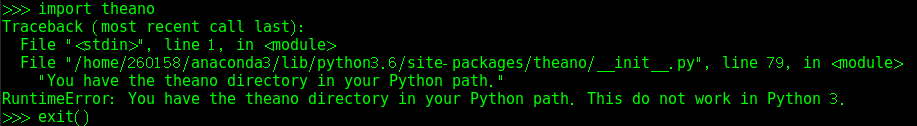 >>> import theano
Traceback (most recent call last):
  File "<stdin>", line 1, in <module>
  File "/home/260158/anaconda3/lib/python3.6/site-packages/theano/__init__.py", line 79, in <module>
    "You have the theano directory in your Python path."
RuntimeError: You have the theano directory in your Python path. This do not work in Python 3.
>>> exit()